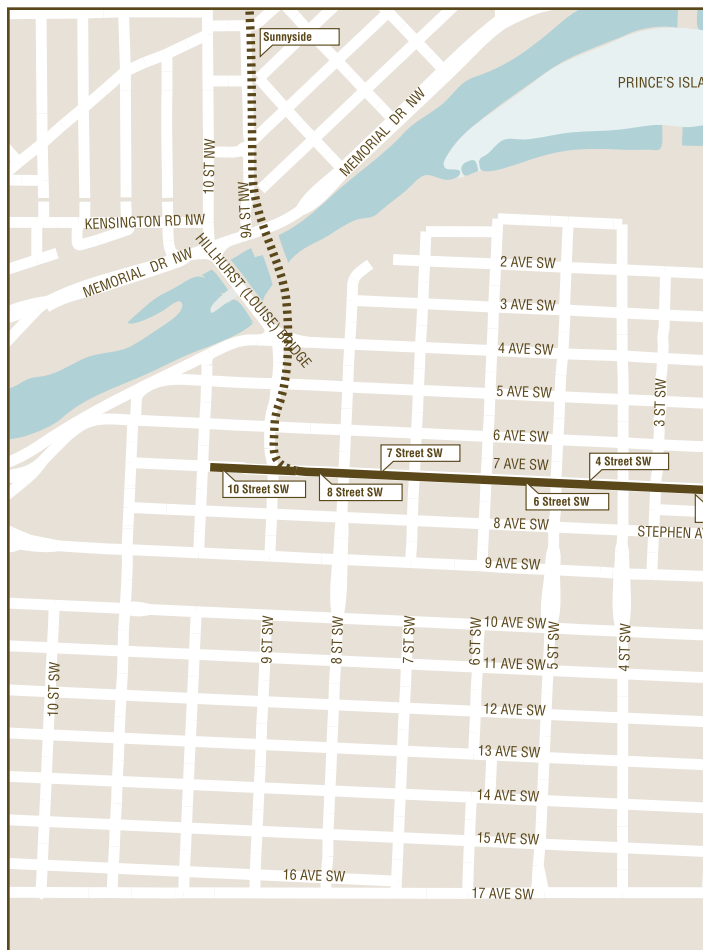 Sunnyside
PRINCE'S ISLA
MEMORIAL DR NW
10 ST NW
9A ST NW
KENSINGTON RD NW
MEMORIAL DR NW
HILLHURST (LOUISE) BRIDGE
2 AVE SW
3 AVE SW
4 AVE SW
5 AVE SW
3 ST SW
6 AVE SW
7 Street SW
7 AVE SW
4 Street SW
10 Street SW
8 Street SW
6 Street SW
8 AVE SW
STEPHEN AV
9 AVE SW
10 AVE SW
9 ST SW
8 ST SW
7 ST SW
6 ST SW
5 ST SW
4 ST SW
11 AVE SW
10 ST SW
12 AVE SW
13 AVE SW
14 AVE SW
15 AVE SW
16 AVE SW
17 AVE SW